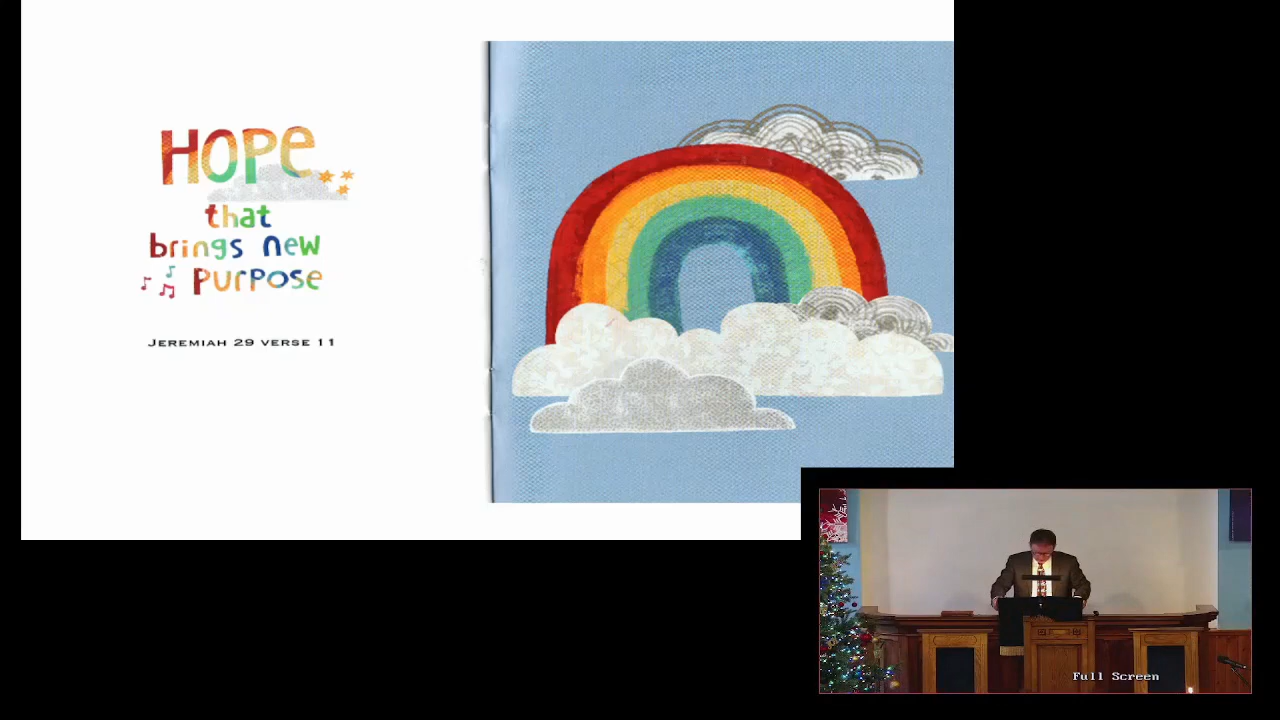 HOPe
that
brings new
Purpose
Jeremiah 29 verse 11
Full Screen